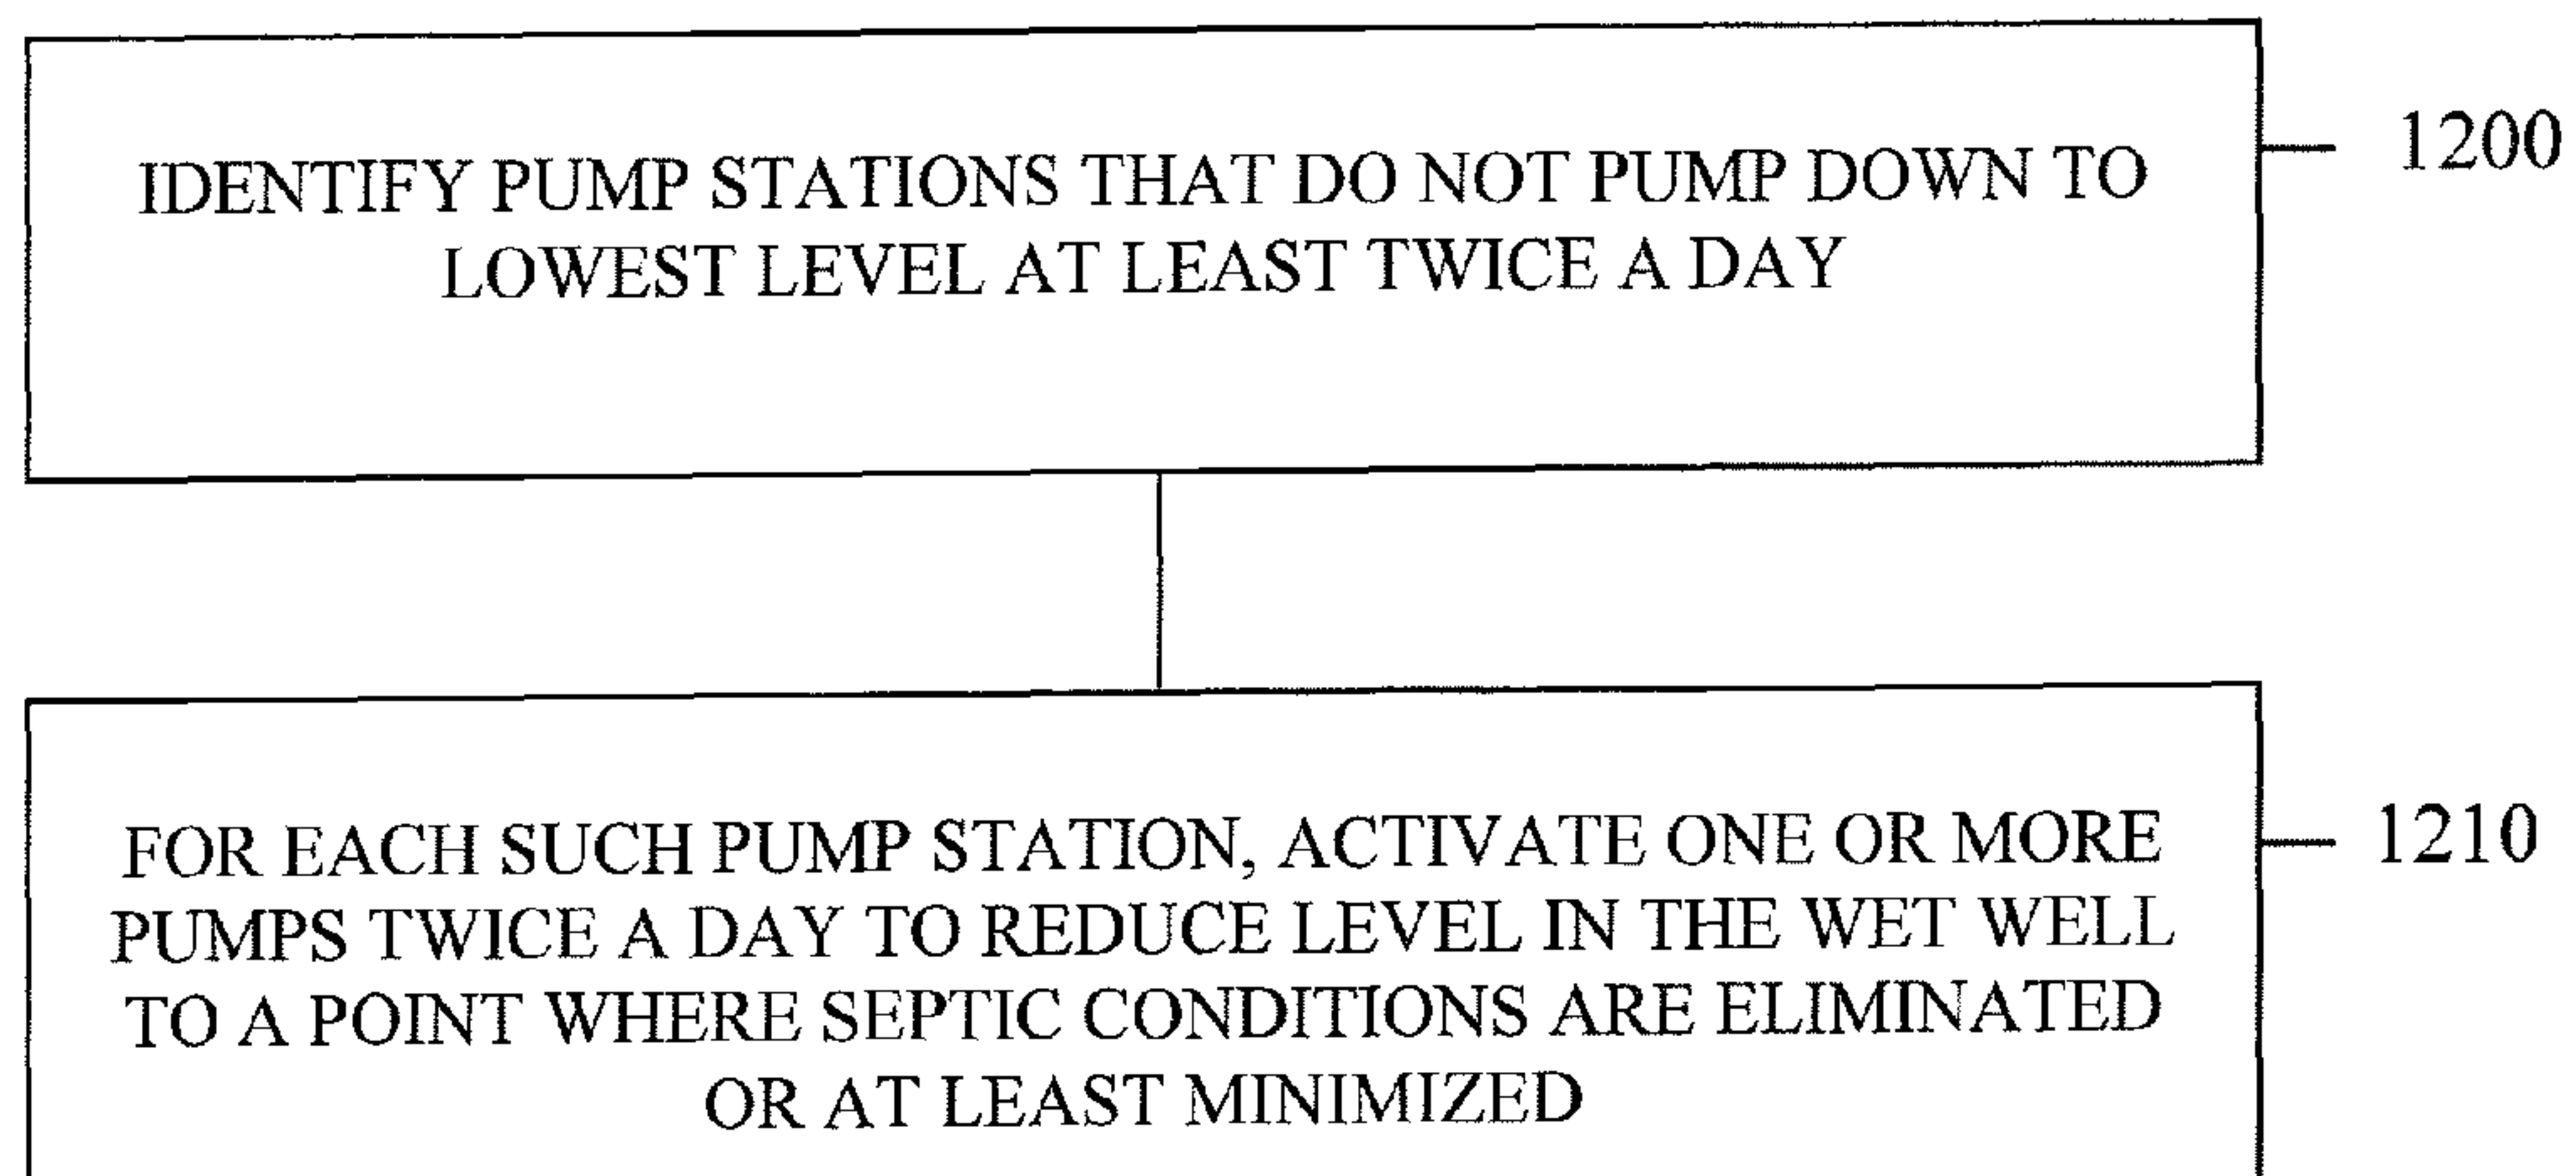 IDENTIFY PUMP STATIONS THAT DO NOT PUMP DOWN TO
LOWEST LEVEL AT LEAST TWICE A DAY
1200
FOR EACH SUCH PUMP STATION, ACTIVATE ONE OR MORE
PUMPS TWICE A DAY TO REDUCE LEVEL IN THE WET WELL
TO A POINT WHERE SEPTIC CONDITIONS ARE ELIMINATED
OR AT LEAST MINIMIZED
1210